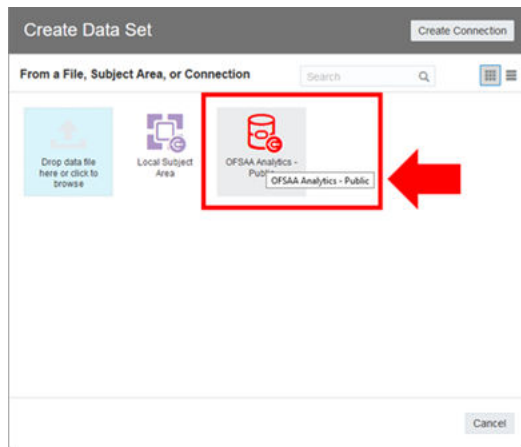 Create Data Set
Create Connection
From a File, Subject Area, or Connection
Search
Drop data file
here or click to
browse
Local Subject
Area
OFSAA Analytics -
Public
OFSAA Analytics - Public
Cancel